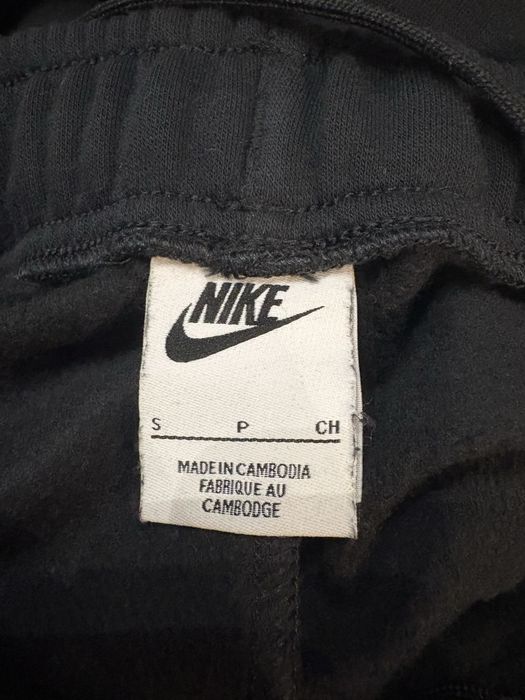 NIKE
S P CH
MADE IN CAMBODIA
FABRIQUE AU
CAMBODGE